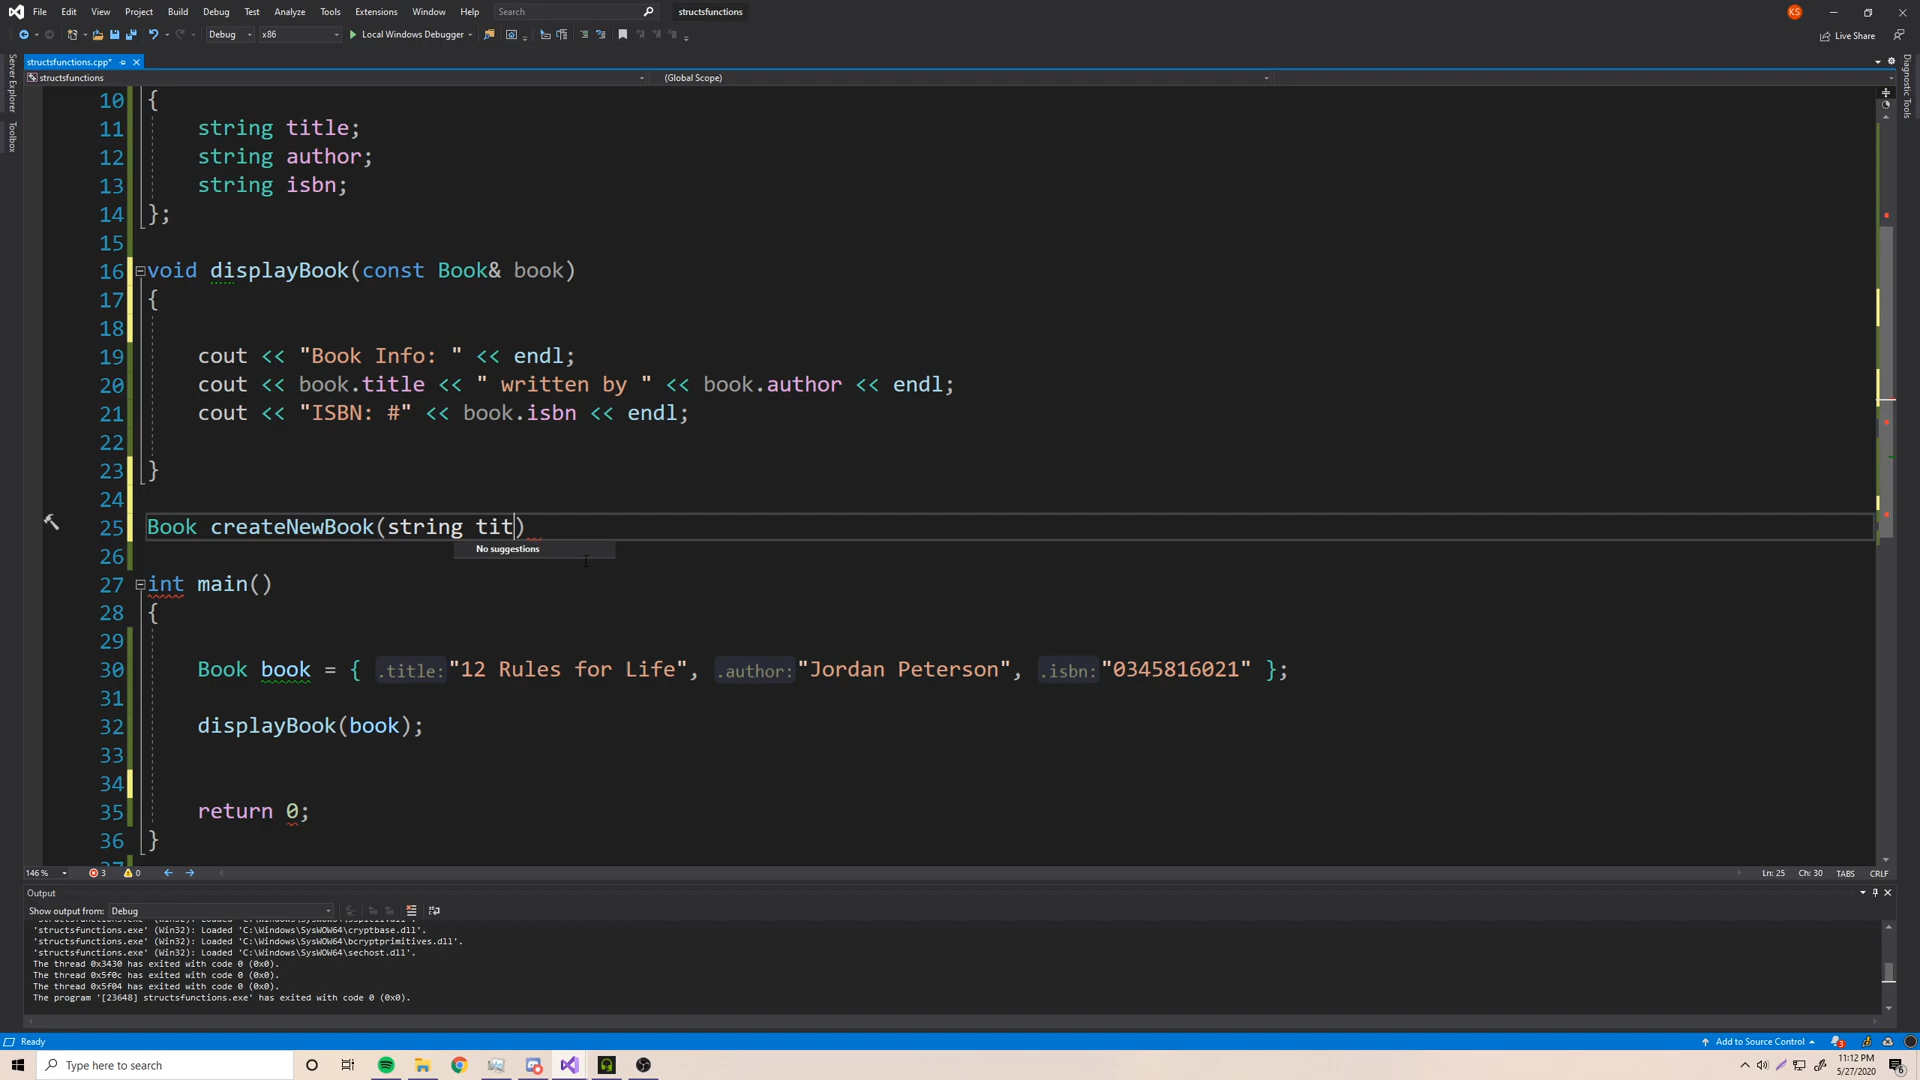 File Edit View Project Build Debug Test Analyze Tools Extensions Window Help Search structsfunctions KS
Debug x86 Local Windows Debugger Live Share
structsfunctions.cpp*
structsfunctions (Global Scope)
Server Explorer
Toolbox
Diagnostic Tools
10 {
11 string title;
12 string author;
13 string isbn;
14 };
15
16 void displayBook(const Book& book)
17 {
18
19 cout << "Book Info: " << endl;
20 cout << book.title << " written by " << book.author << endl;
21 cout << "ISBN: #" << book.isbn << endl;
22
23 }
24
25 Book createNewBook(string tit)
No suggestions
26
27 int main()
28 {
29
30 Book book = { .title: "12 Rules for Life", .author: "Jordan Peterson", .isbn: "0345816021" };
31
32 displayBook(book);
33
34
35 return 0;
36 }
146 % 3 0 Ln: 25 Ch: 30 TABS CRLF
Output
Show output from: Debug
'structsfunctions.exe' (Win32): Loaded 'C:\Windows\SysWOW64\cryptbase.dll'.
'structsfunctions.exe' (Win32): Loaded 'C:\Windows\SysWOW64\bcryptprimitives.dll'.
'structsfunctions.exe' (Win32): Loaded 'C:\Windows\SysWOW64\sechost.dll'.
The thread 0x3430 has exited with code 0 (0x0).
The thread 0x5f0c has exited with code 0 (0x0).
The thread 0x5f04 has exited with code 0 (0x0).
The program '[23648] structsfunctions.exe' has exited with code 0 (0x0).
Ready Add to Source Control 3
Type here to search 11:12 PM
5/27/2020 6